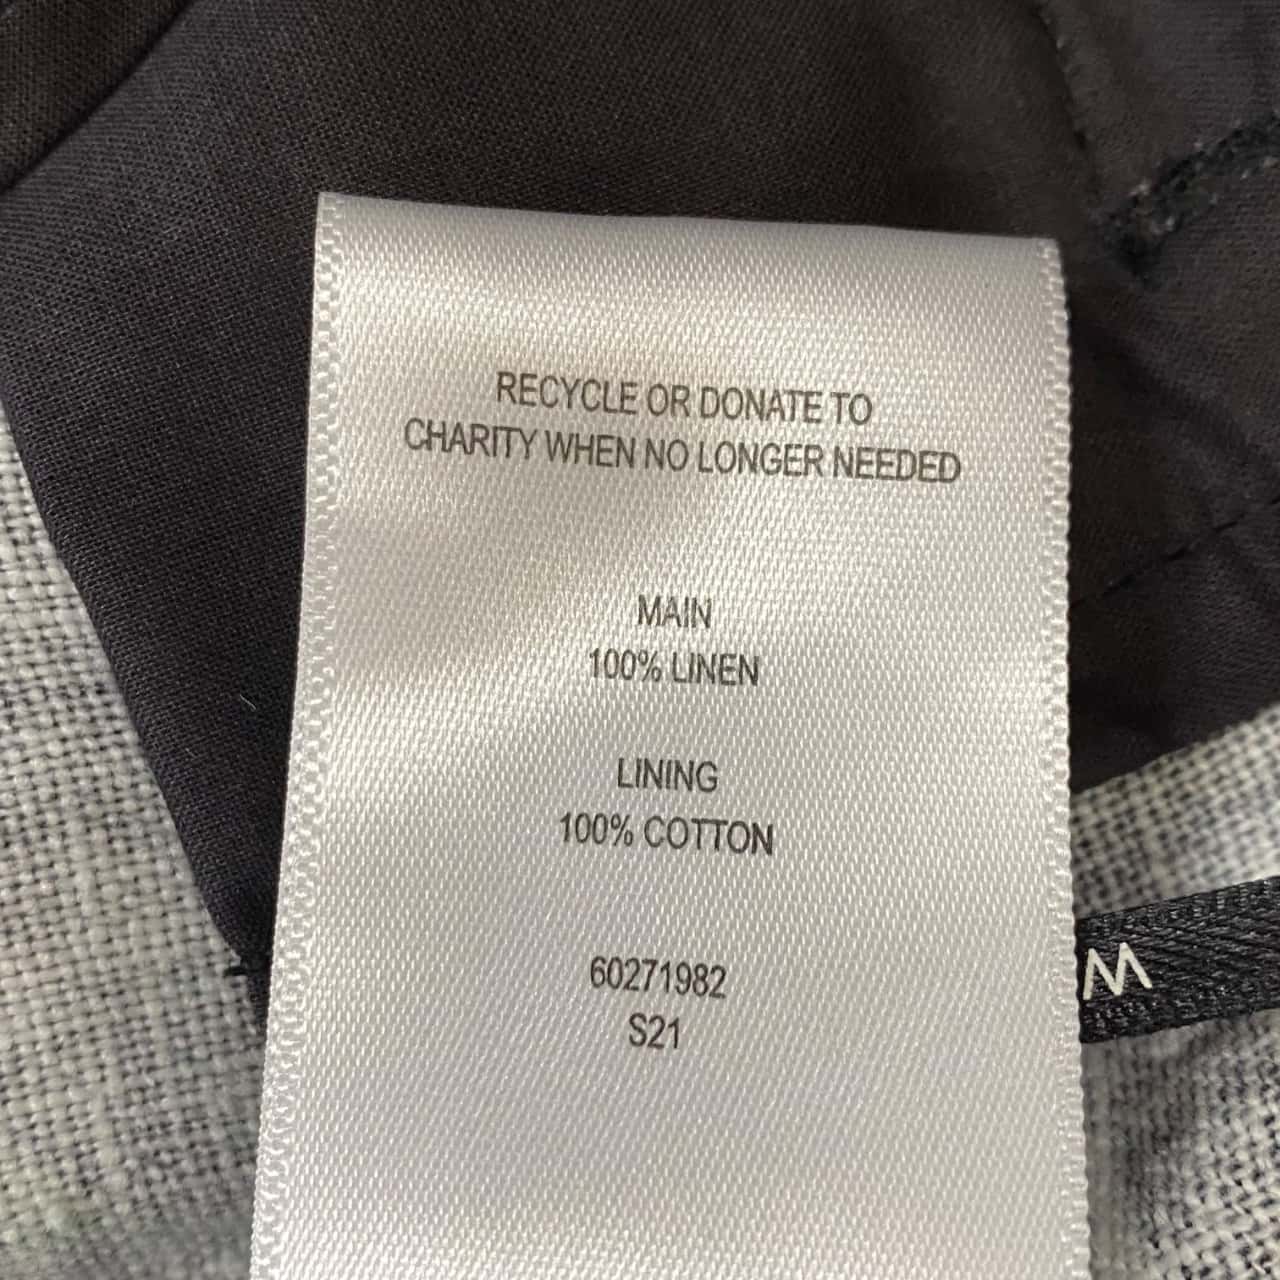 RECYCLE OR DONATE TO
CHARITY WHEN NO LONGER NEEDED
MAIN
100% LINEN
LINING
100% COTTON
60271982
S21
M